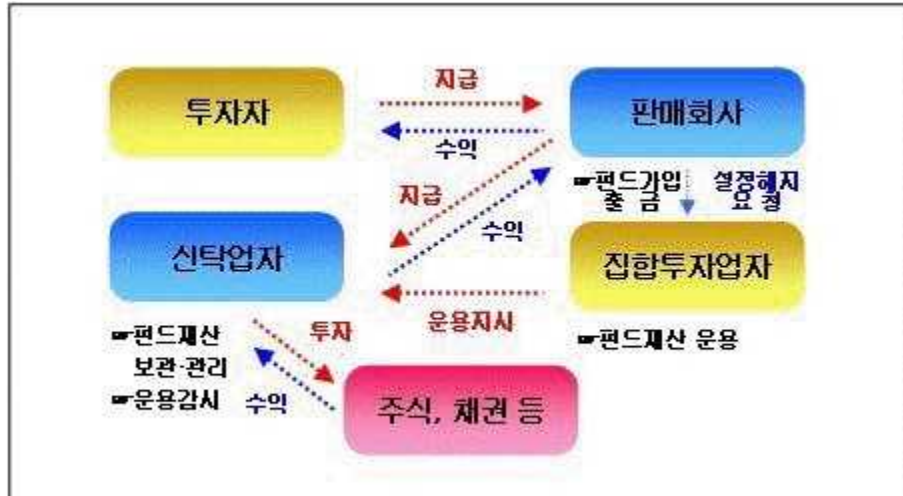 지급
투자자
판매회사
수익
☞펀드가입
출 금
설정해지
요 청
지급
수익
신탁업자
집합투자업자
운용지시
☞펀드재산
보관·관리
☞운용감시
투자
☞펀드재산 운용
수익
주식, 채권 등